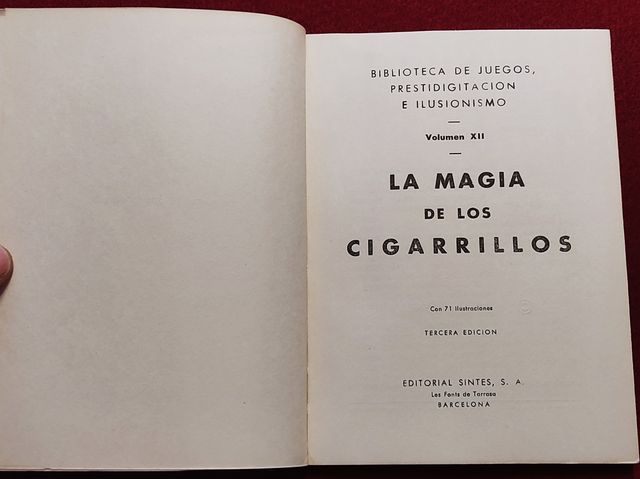 BIBLIOTECA DE JUEGOS,
PRESTIDIGITACION
E ILUSIONISMO
Volumen XII
LA MAGIA
DE LOS
CIGARRILLOS
Con 71 ilustraciones
TERCERA EDICION
EDITORIAL SINTES, S. A.
Les Fonts de Tarrasa
BARCELONA